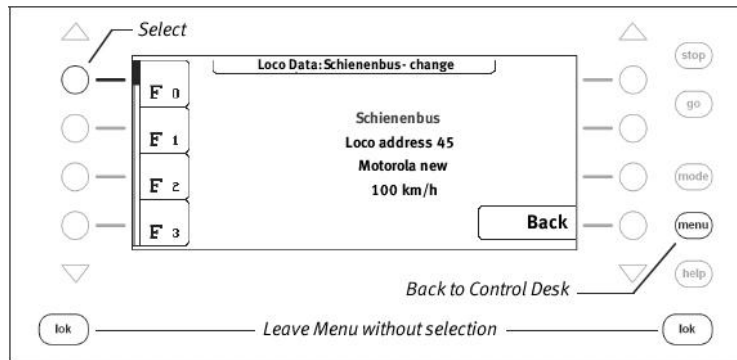 Select
stop
Loco Data: Schienenbus - change
F 0
go
Schienenbus
F 1
Loco address 45
Motorola new
F 2
mode
100 km/h
F 3
Back
menu
help
Back to Control Desk
lok
Leave Menu without selection
lok